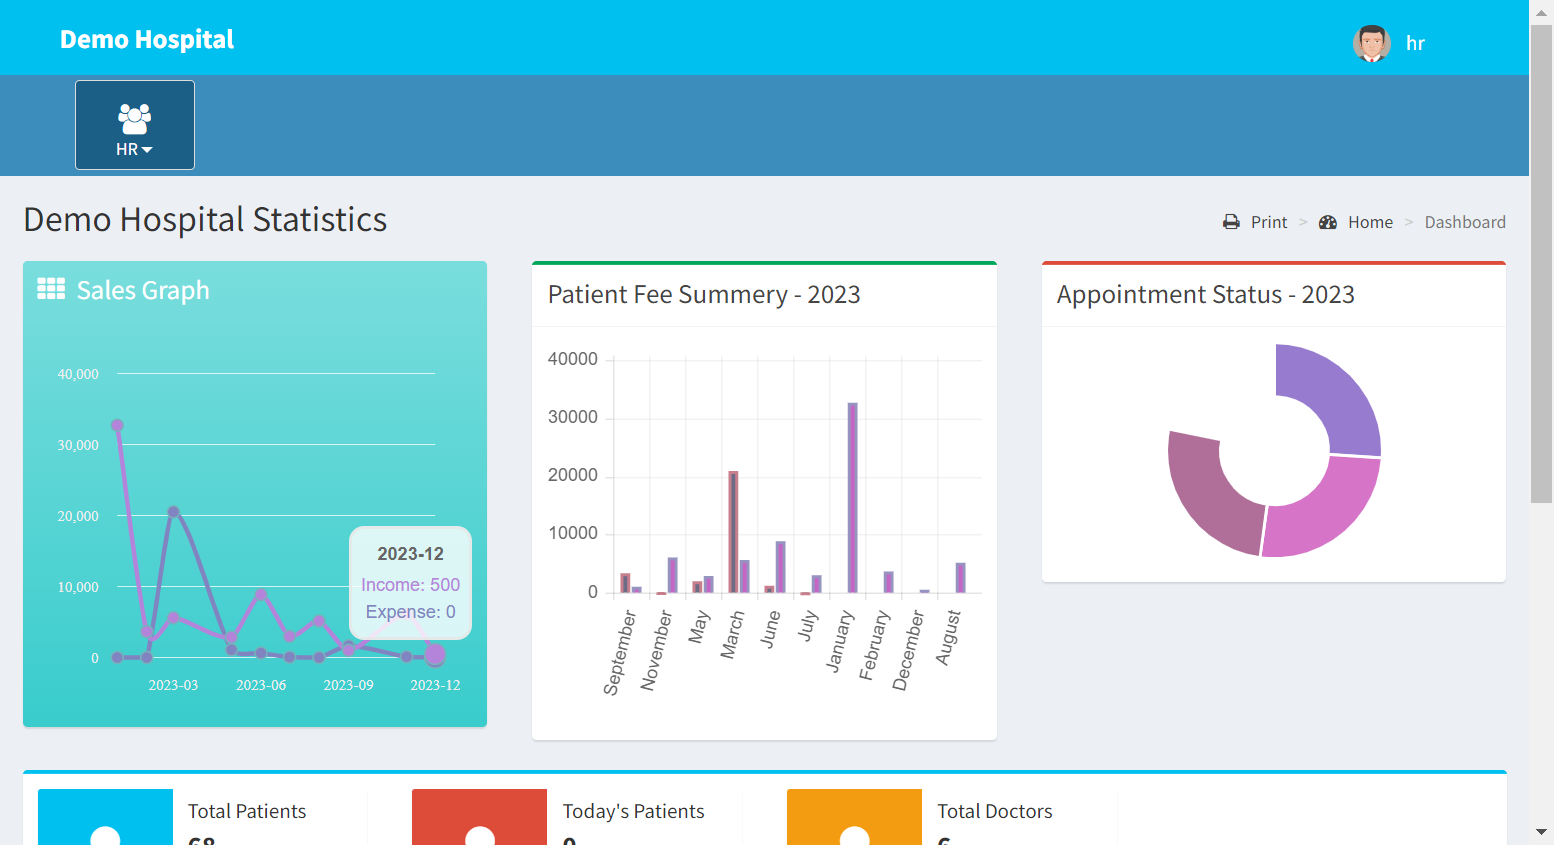 Demo Hospital
hr
HR
Demo Hospital Statistics
Print > Home > Dashboard
Sales Graph
40,000
30,000
20,000
10,000
0
2023-03
2023-06
2023-09
2023-12
2023-12
Income: 500
Expense: 0
Patient Fee Summery - 2023
40000
30000
20000
10000
0
September
November
May
March
June
July
January
February
December
August
Appointment Status - 2023
Total Patients
68
Today's Patients
0
Total Doctors
6